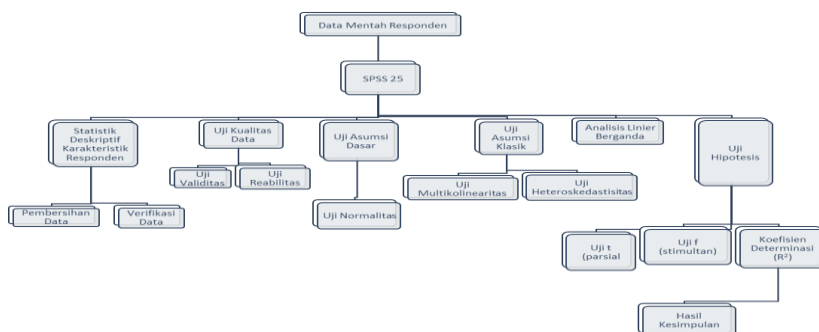 Data Mentah Responden
SPSS 25
Statistik
Deskriptif
Karakteristik
Responden
Uji Kualitas
Data
Uji Asumsi
Dasar
Uji
Asumsi
Klasik
Analisis Linier
Berganda
Uji
Hipotesis
Pembersihan
Data
Verifikasi
Data
Uji
Validitas
Uji
Reabilitas
Uji Normalitas
Uji
Multikolinearitas
Uji
Heteroskedastisitas
Uji t
(parsial
Uji f
(stimultan)
Koefisien
Determinasi
(R²)
Hasil
Kesimpulan